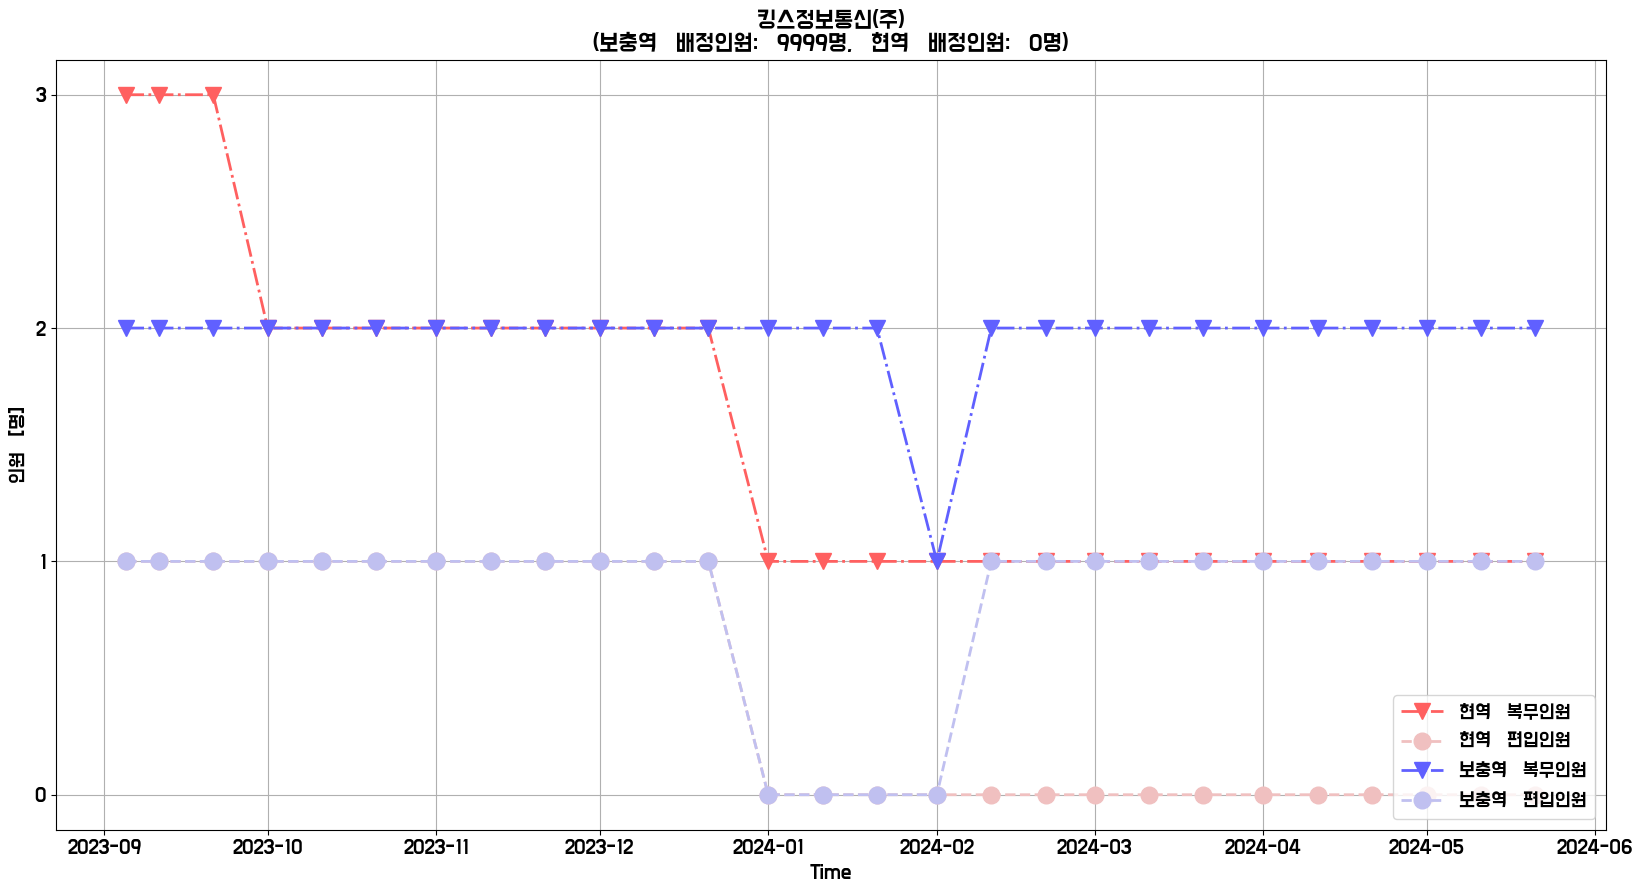 킹스정보통신(주)
(보충역 배정인원: 9999명, 현역 배정인원: 0명)
3
2
1
0
인원 [명]
2023-09 2023-10 2023-11 2023-12 2024-01 2024-02 2024-03 2024-04 2024-05 2024-06
Time
현역 복무인원
현역 편입인원
보충역 복무인원
보충역 편입인원